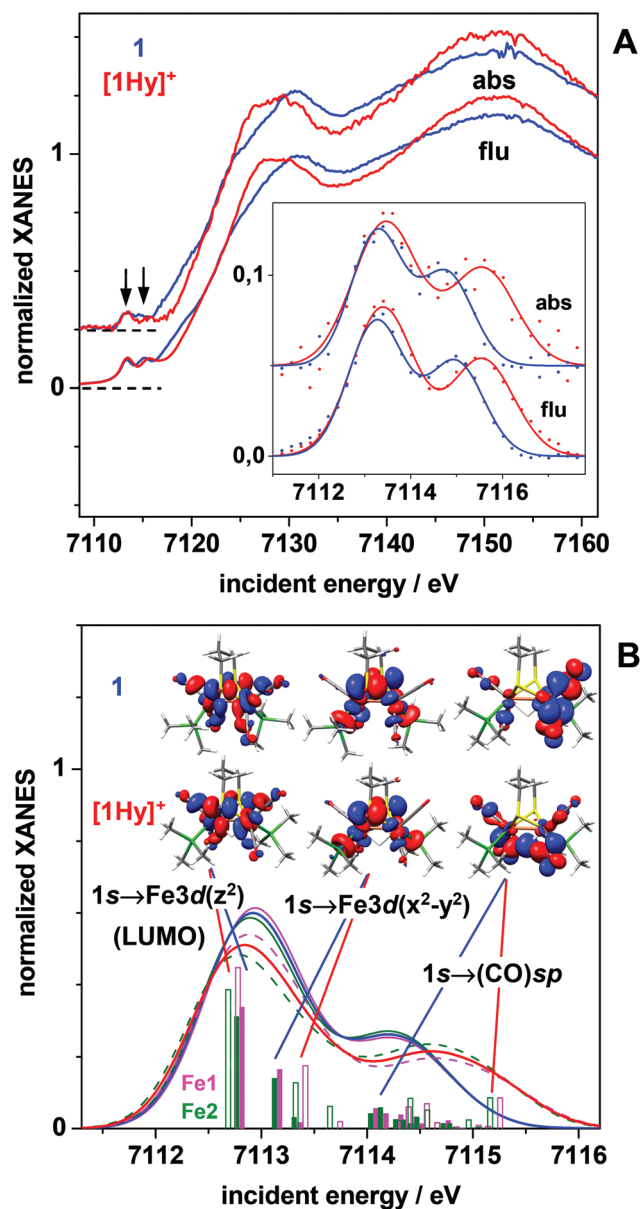 A
1
[1Hy]⁺
abs
flu
1
0
normalized XANES
0,1
0,0
abs
flu
7112 7114 7116
7110 7120 7130 7140 7150 7160
incident energy / eV
B
1
[1Hy]⁺
1
0
normalized XANES
1s→Fe3d(z²)
(LUMO)
1s→Fe3d(x²-y²)
1s→(CO)sp
Fe1
Fe2
7112 7113 7114 7115 7116
incident energy / eV